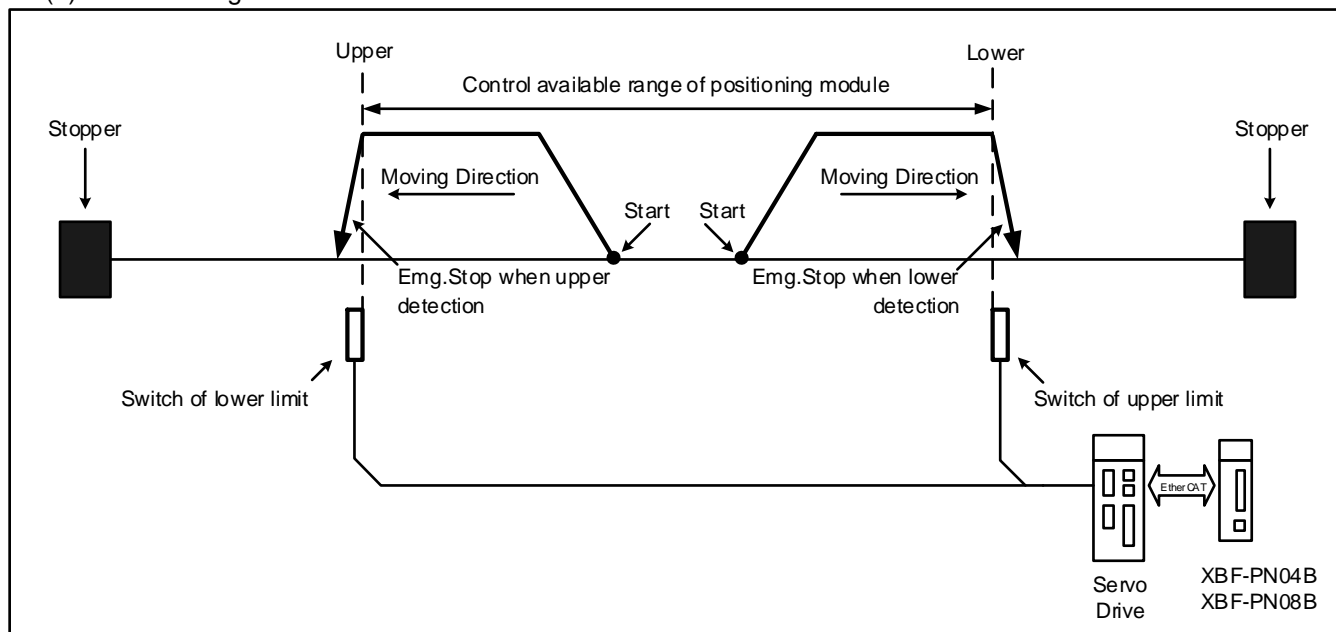 Upper
Lower
Control available range of positioning module
Stopper
Stopper
Moving Direction
Moving Direction
Start
Start
Emg.Stop when upper
detection
Emg.Stop when lower
detection
Switch of lower limit
Switch of upper limit
EtherCAT
Servo
Drive
XBF-PN04B
XBF-PN08B